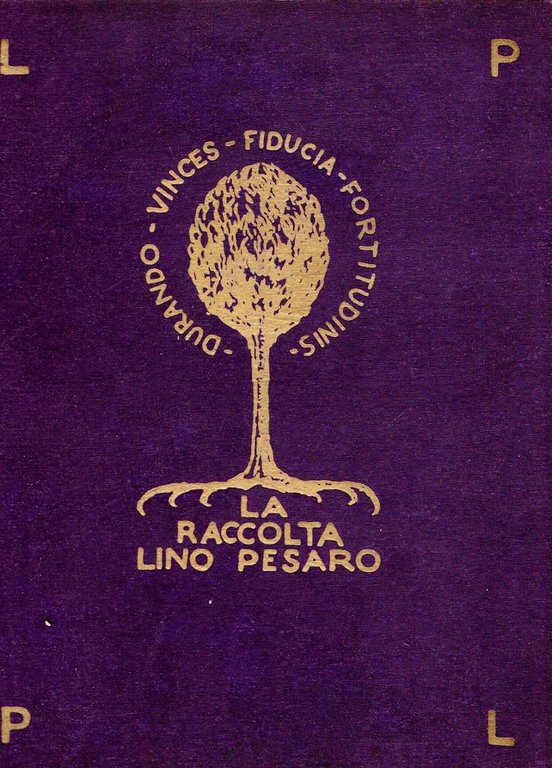 L P
-DURANDO-VINCES-FIDUCIA-FORTITUDINIS-
LA
RACCOLTA
LINO PESARO
P L